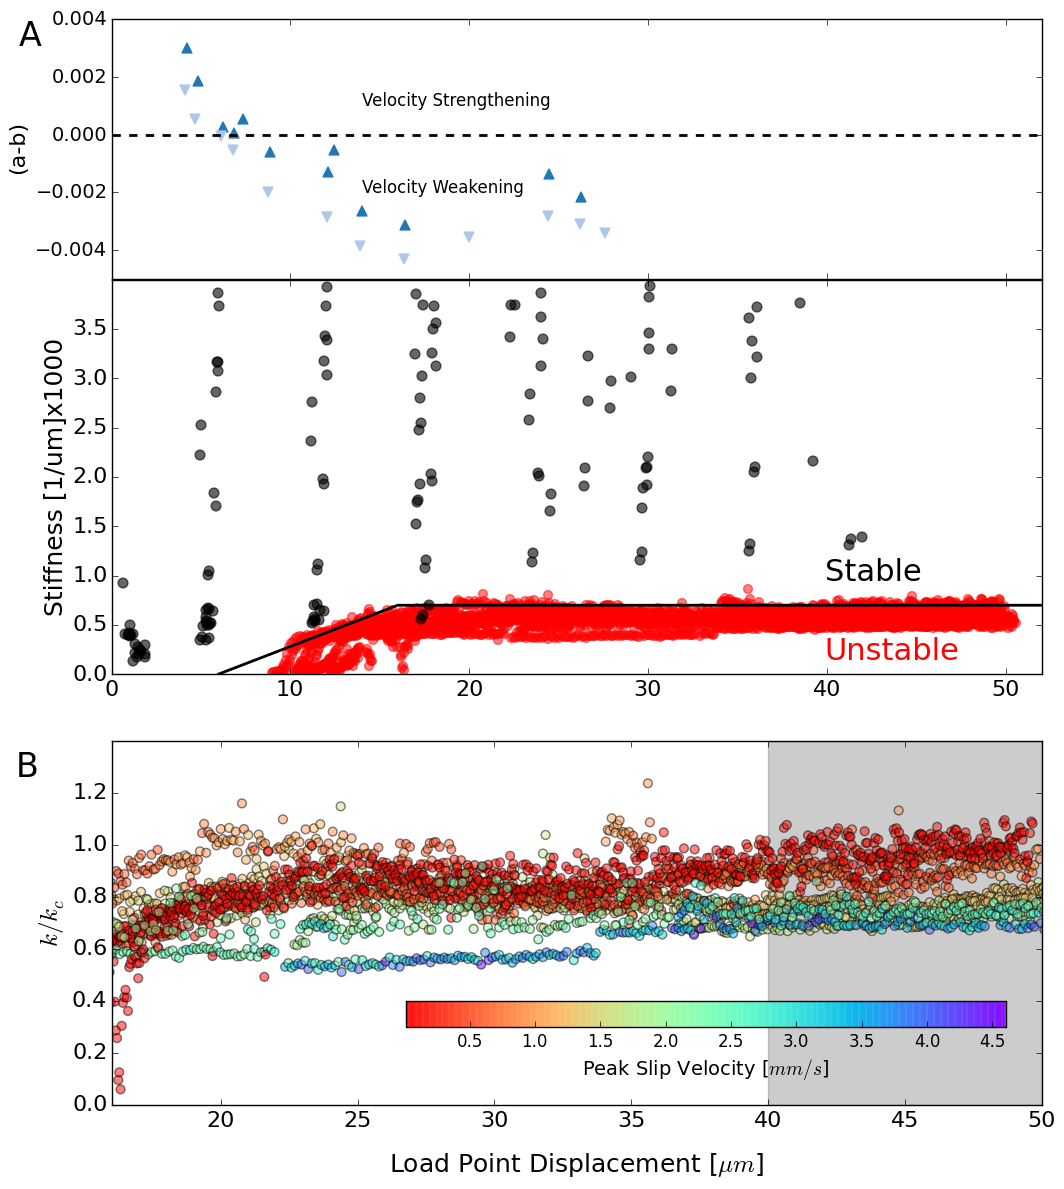 A
0.004
0.002
0.000
−0.002
−0.004
(a-b)
Velocity Strengthening
Velocity Weakening
3.5
3.0
2.5
2.0
1.5
1.0
0.5
0.0
Stiffness [1/um]x1000
Stable
Unstable
0 10 20 30 40 50
B
1.2
1.0
0.8
0.6
0.4
0.2
0.0
k/k_c
0.5 1.0 1.5 2.0 2.5 3.0 3.5 4.0 4.5
Peak Slip Velocity [mm/s]
20 25 30 35 40 45 50
Load Point Displacement [μm]